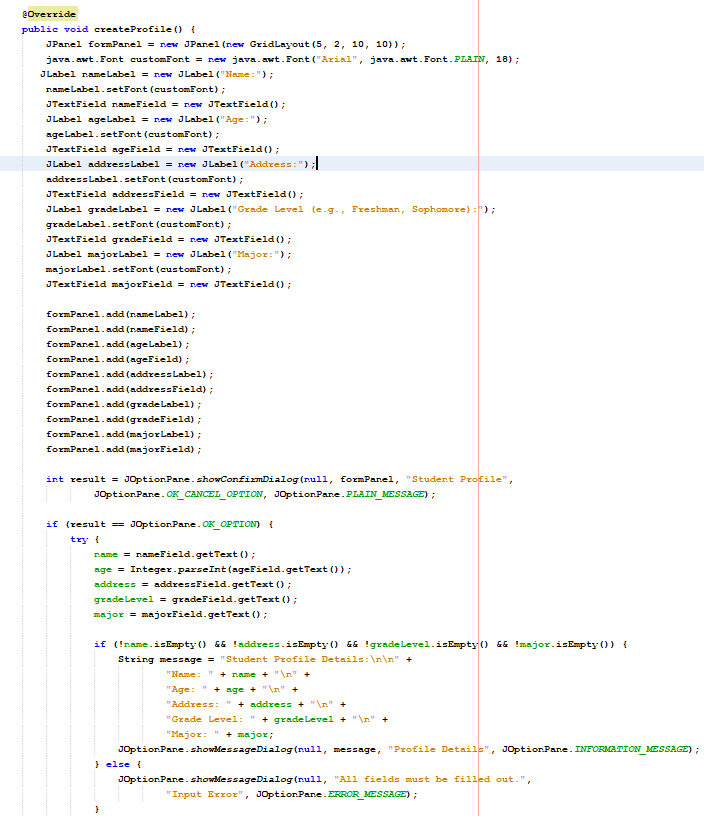 @Override
public void createProfile() {
    JPanel formPanel = new JPanel(new GridLayout(5, 2, 10, 10));
    java.awt.Font customFont = new java.awt.Font("Arial", java.awt.Font.PLAIN, 18);
   JLabel nameLabel = new JLabel("Name:");
    nameLabel.setFont(customFont);
    JTextField nameField = new JTextField();
    JLabel ageLabel = new JLabel("Age:");
    ageLabel.setFont(customFont);
    JTextField ageField = new JTextField();
    JLabel addressLabel = new JLabel("Address:");
    addressLabel.setFont(customFont);
    JTextField addressField = new JTextField();
    JLabel gradeLabel = new JLabel("Grade Level (e.g., Freshman, Sophomore):");
    gradeLabel.setFont(customFont);
    JTextField gradeField = new JTextField();
    JLabel majorLabel = new JLabel("Major:");
    majorLabel.setFont(customFont);
    JTextField majorField = new JTextField();

    formPanel.add(nameLabel);
    formPanel.add(nameField);
    formPanel.add(ageLabel);
    formPanel.add(ageField);
    formPanel.add(addressLabel);
    formPanel.add(addressField);
    formPanel.add(gradeLabel);
    formPanel.add(gradeField);
    formPanel.add(majorLabel);
    formPanel.add(majorField);

    int result = JOptionPane.showConfirmDialog(null, formPanel, "Student Profile",
            JOptionPane.OK_CANCEL_OPTION, JOptionPane.PLAIN_MESSAGE);

    if (result == JOptionPane.OK_OPTION) {
        try {
            name = nameField.getText();
            age = Integer.parseInt(ageField.getText());
            address = addressField.getText();
            gradeLevel = gradeField.getText();
            major = majorField.getText();

            if (!name.isEmpty() && !address.isEmpty() && !gradeLevel.isEmpty() && !major.isEmpty()) {
                String message = "Student Profile Details:\n\n" +
                        "Name: " + name + "\n" +
                        "Age: " + age + "\n" +
                        "Address: " + address + "\n" +
                        "Grade Level: " + gradeLevel + "\n" +
                        "Major: " + major;
                JOptionPane.showMessageDialog(null, message, "Profile Details", JOptionPane.INFORMATION_MESSAGE);
            } else {
                JOptionPane.showMessageDialog(null, "All fields must be filled out.",
                        "Input Error", JOptionPane.ERROR_MESSAGE);
            }